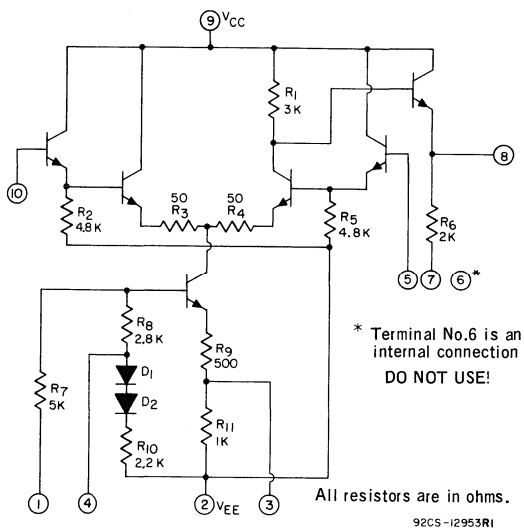 9 VCC
R1
3K
10
50
R3
50
R4
8
R2
4.8K
R5
4.8K
R6
2K
5
7
6*
R8
2.8K
R9
500
* Terminal No.6 is an
internal connection
DO NOT USE!
D1
R7
5K
D2
R11
1K
R10
2.2K
1
4
2 VEE
3
All resistors are in ohms.
92CS-12953R1